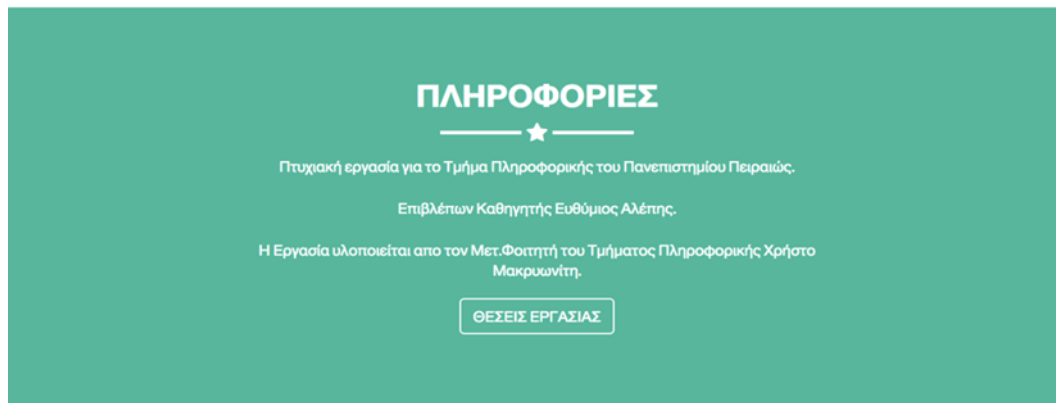 ΠΛΗΡΟΦΟΡΙΕΣ
Πτυχιακή εργασία για το Τμήμα Πληροφορικής του Πανεπιστημίου Πειραιώς.
Επιβλέπων Καθηγητής Ευθύμιος Αλέπης.
Η Εργασία υλοποιείται απο τον Μετ.Φοιτητή του Τμήματος Πληροφορικής Χρήστο
Μακρυωνίτη.
ΘΕΣΕΙΣ ΕΡΓΑΣΙΑΣ